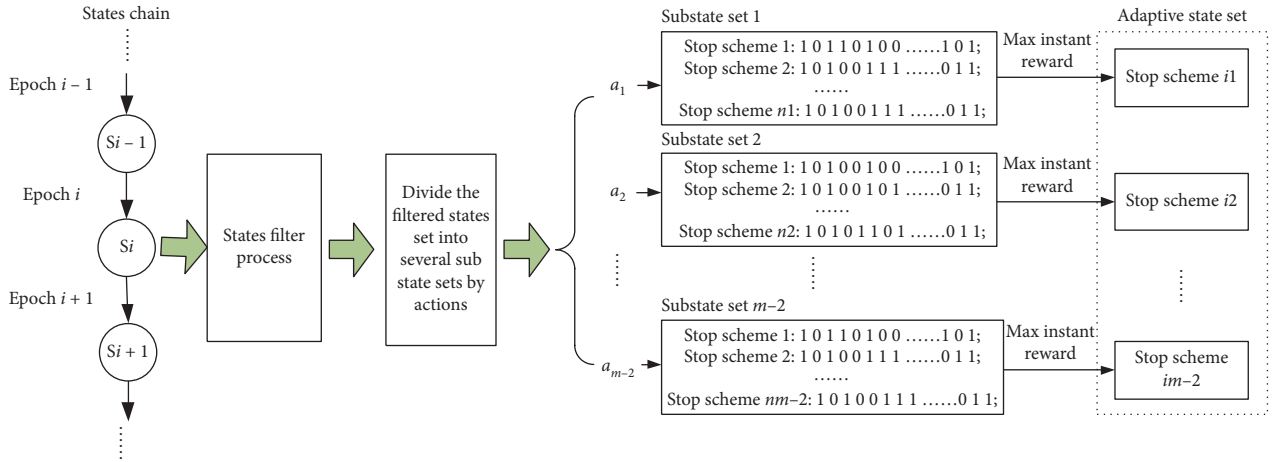 States chain
Epoch i – 1
Si – 1
Epoch i
Si
Epoch i + 1
Si + 1
States filter
process
Divide the
filtered states
set into
several sub
state sets by
actions
a1
a2
am–2
Substate set 1
Stop scheme 1: 1 0 1 1 0 1 0 0 ......1 0 1;
Stop scheme 2: 1 0 1 0 0 1 1 1 ......0 1 1;
......
Stop scheme n1: 1 0 1 0 0 1 1 1 ......0 1 1;
Substate set 2
Stop scheme 1: 1 0 1 0 0 1 0 0 ......1 0 1;
Stop scheme 2: 1 0 1 0 0 1 0 1 ......0 1 1;
......
Stop scheme n2: 1 0 1 0 1 1 0 1 ......0 1 1;
Substate set m–2
Stop scheme 1: 1 0 1 1 0 1 0 0 ......1 0 1;
Stop scheme 2: 1 0 1 0 0 1 1 1 ......0 1 1;
......
Stop scheme nm–2: 1 0 1 0 0 1 1 1 ......0 1 1;
Max instant
reward
Max instant
reward
Max instant
reward
Adaptive state set
Stop scheme i1
Stop scheme i2
Stop scheme
im–2